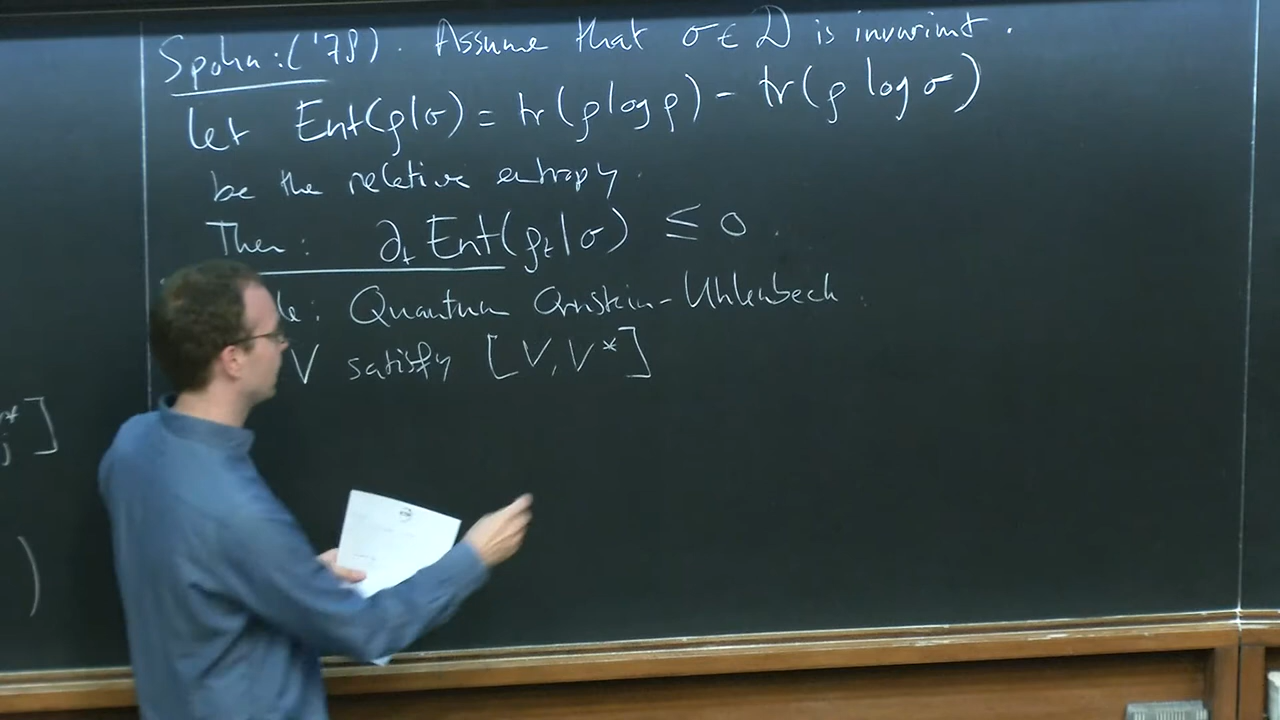 Spohn: ('78). Assume that σ ∈ D is invariant.
Let Ent(ρ|σ) = tr(ρ log ρ) - tr(ρ log σ)
be the relative entropy.
Then: ∂t Ent(ρt|σ) ≤ 0.
le: Quantum Ornstein-Uhlenbeck.
V satisfy [V, V*]
* ]
j
)